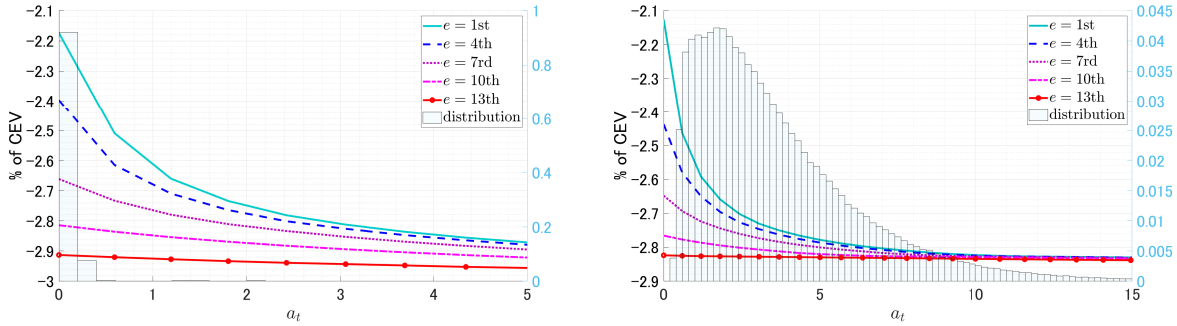 -2.1
-2.2
-2.3
-2.4
-2.5
-2.6
-2.7
-2.8
-2.9
-3
% of CEV
0
1
2
3
4
5
a_t
1
0.8
0.6
0.4
0.2
0
e = 1st
e = 4th
e = 7rd
e = 10th
e = 13th
distribution
-2.1
-2.2
-2.3
-2.4
-2.5
-2.6
-2.7
-2.8
-2.9
% of CEV
0
5
10
15
a_t
0.045
0.04
0.035
0.03
0.025
0.02
0.015
0.01
0.005
0
e = 1st
e = 4th
e = 7rd
e = 10th
e = 13th
distribution